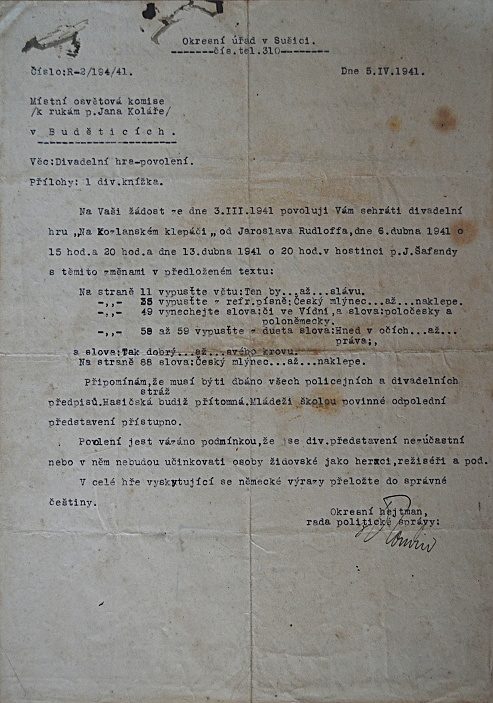 Okresní úřad v Sušici.
--------čís.tel.310--------
Číslo:R-2/194/41.
Dne 5.IV.1941.
Místní osvětová komise
/k rukám p.Jana Koláře/
v Buděticích.
Věc:Divadelní hra-povolení.
Přílohy: 1 div.knížka.
Na Vaši žádost ze dne 3.III.1941 povoluji Vám sehráti divadelní
hru „Na Kozlanském klepáči„ od Jaroslava Rudloffa,dne 6.dubna 1941 o
15 hod.a 20 hod.a dne 13.dubna 1941 o 20 hod.v hostinci p.J.Šafandy
s těmito změnami v předloženém textu:
Na straně 11 vypusťte větu:Ten by...až...slávu.
-„- 35 vypusťte - refr.písně:Český mlýnec...až...naklepe.
-„- 49 vynechejte slova:či ve Vídni,a slova:poločesky a
poloněmecky.
-„- 58 až 59 vypusťte - dueta slova:Hned v očích...až...
práva;,
a slova:Tak dobrý...až...svého krovu.
Na straně 88 slova:Český mlýnec...až...naklepe.
Připomínám,že musí býti dbáno všech policejních a divadelních
stráž
předpisů.Hasičská budiž přítomná.Mládeži školou povinné odpolední
představení přístupno.
Povolení jest vázáno podmínkou,že jse div.představení nezúčastní
nebo v něm nebudou učinkovati osoby židovské jako herxci,režiséři a pod.
V celé hře vyskytující se německé výrazy přeložte do správné
češtiny.
Okresní hejtman,
rada politické správy: